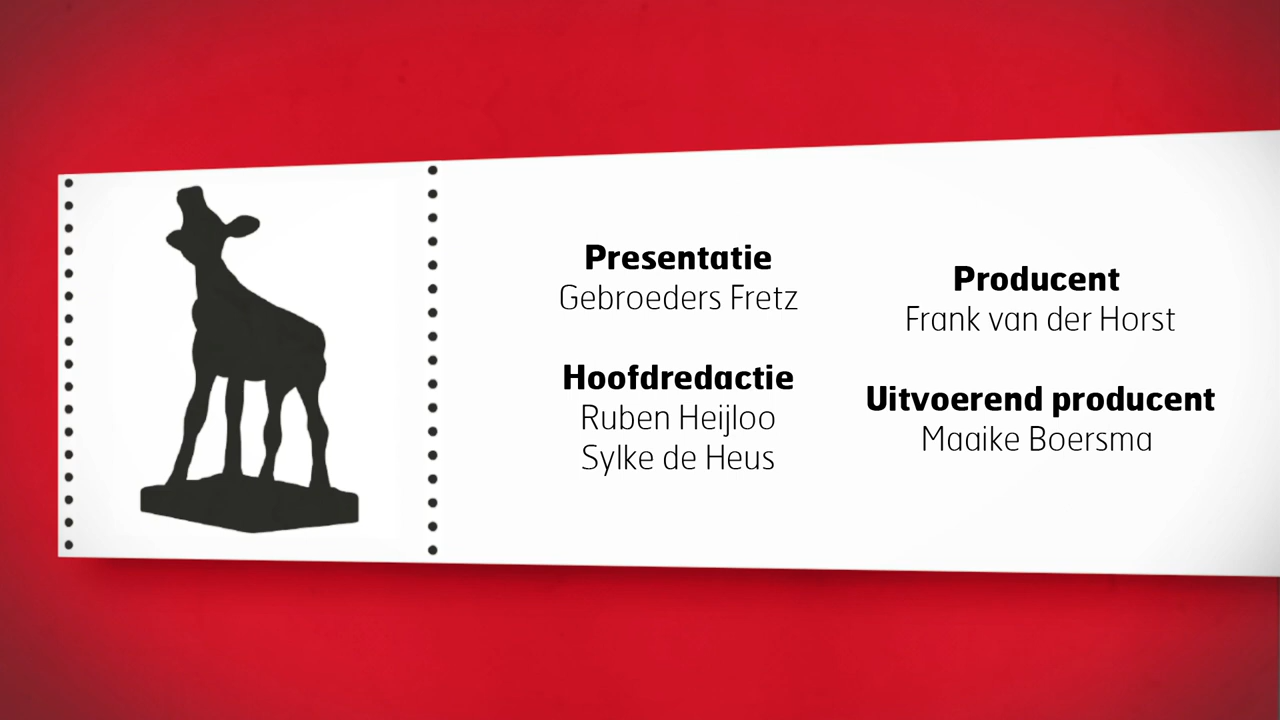 Presentatie
Gebroeders Fretz
Hoofdredactie
Ruben Heijloo
Sylke de Heus
Producent
Frank van der Horst
Uitvoerend producent
Maaike Boersma